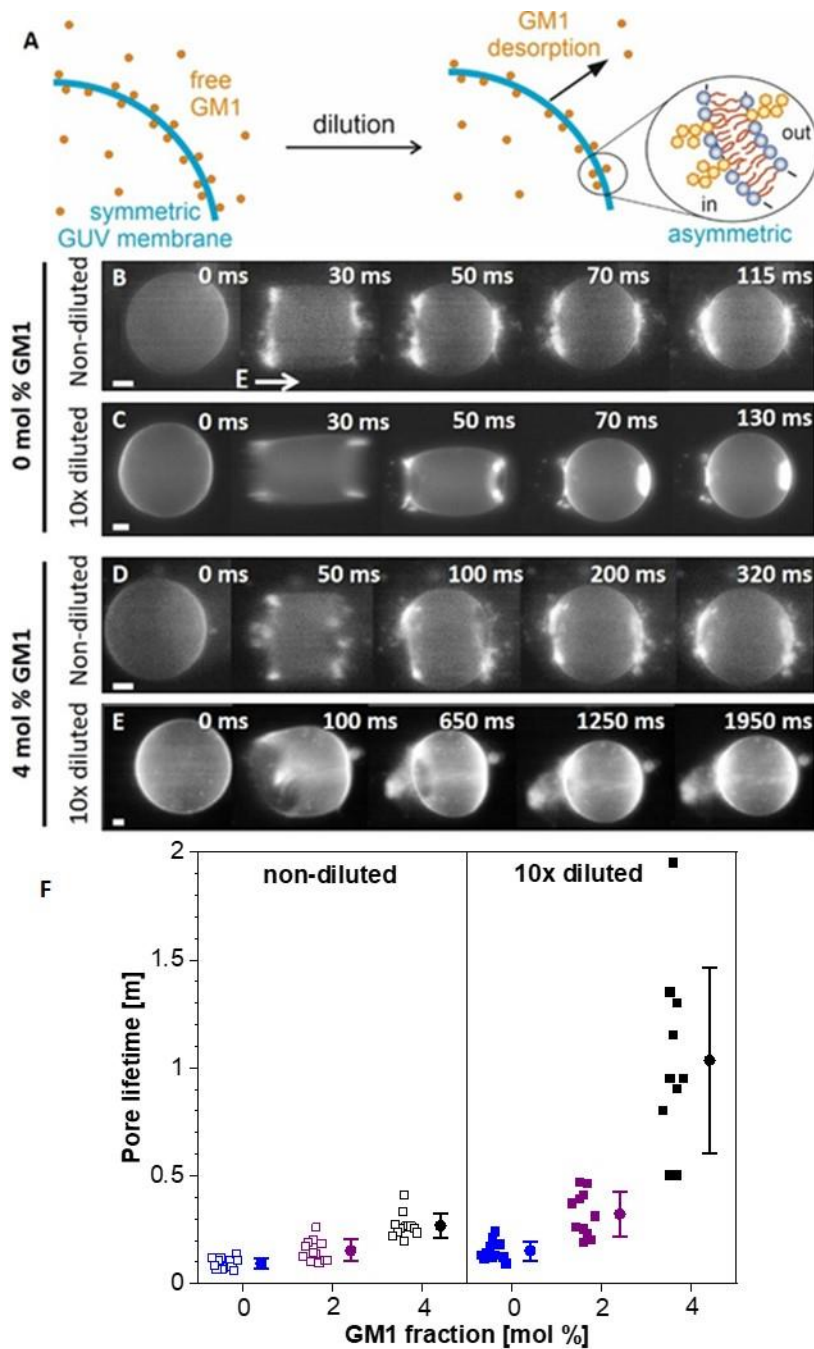 A
free
GM1
symmetric
GUV membrane
dilution
GM1
desorption
out
in
asymmetric
0 mol % GM1
Non-diluted
B
0 ms
30 ms
50 ms
70 ms
115 ms
E
10x diluted
C
0 ms
30 ms
50 ms
70 ms
130 ms
4 mol % GM1
Non-diluted
D
0 ms
50 ms
100 ms
200 ms
320 ms
10x diluted
E
0 ms
100 ms
650 ms
1250 ms
1950 ms
F
non-diluted
10x diluted
Pore lifetime [m]
2
1.5
1
0.5
0
0 2 4 0 2 4
GM1 fraction [mol %]